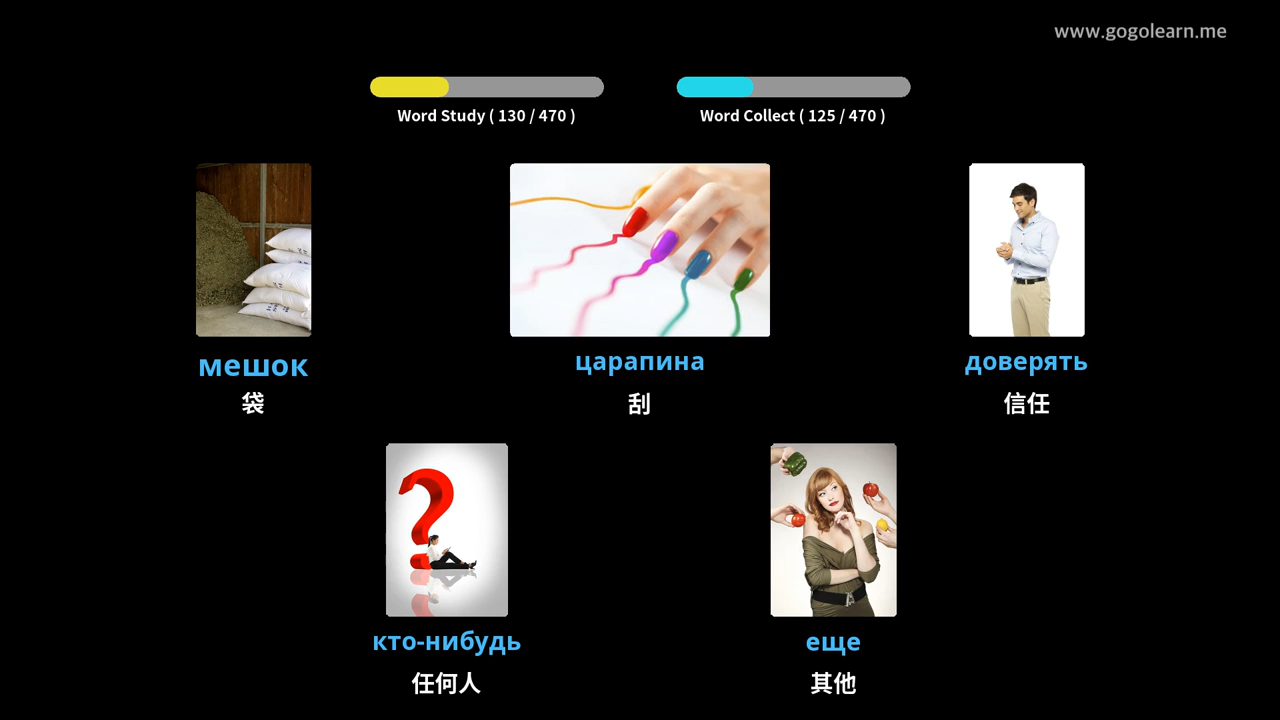 www.gogolearn.me
Word Study ( 130 / 470 )
Word Collect ( 125 / 470 )
мешок
袋
царапина
刮
доверять
信任
кто-нибудь
任何人
еще
其他